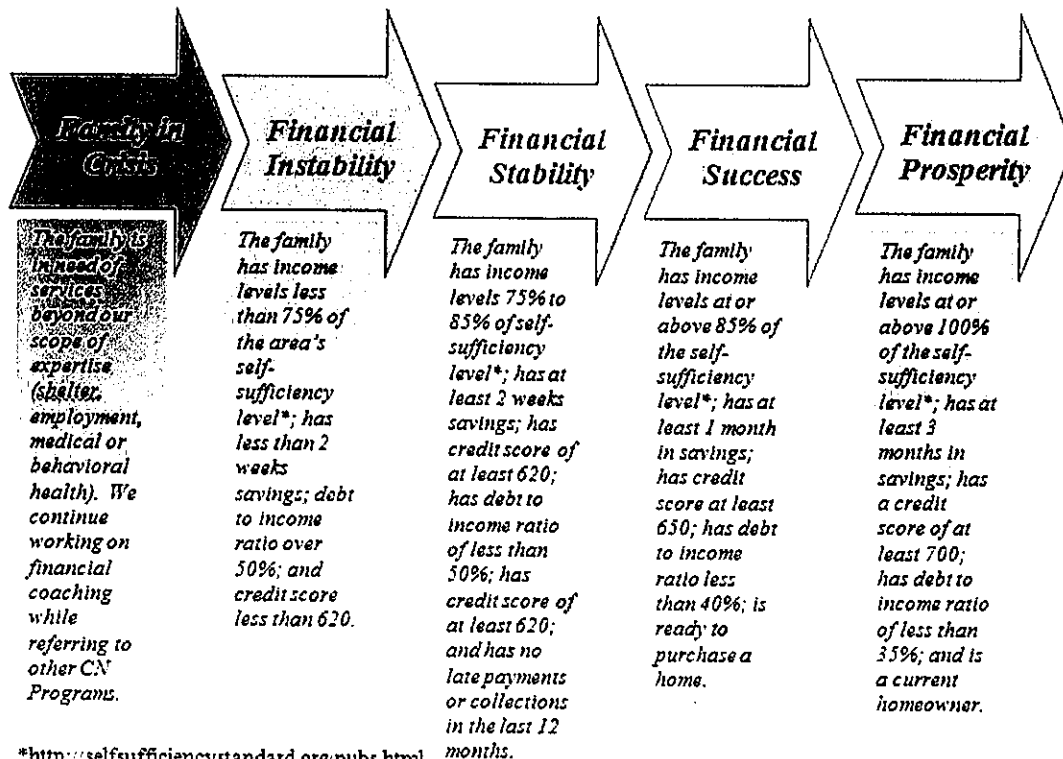 Family in
Crisis
The family is
in need of
services
beyond our
scope of
expertise
(shelter,
employment,
medical or
behavioral
health). We
continue
working on
financial
coaching
while
referring to
other CN
Programs.
Financial
Instability
The family
has income
levels less
than 75% of
the area's
self-
sufficiency
level*; has
less than 2
weeks
savings; debt
to income
ratio over
50%; and
credit score
less than 620.
Financial
Stability
The family
has income
levels 75% to
85% of self-
sufficiency
level*; has at
least 2 weeks
savings; has
credit score of
at least 620;
has debt to
income ratio
of less than
50%; has
credit score of
at least 620;
and has no
late payments
or collections
in the last 12
months.
Financial
Success
The family
has income
levels at or
above 85% of
the self-
sufficiency
level*; has at
least 1 month
in savings;
has credit
score at least
650; has debt
to income
ratio less
than 40%; is
ready to
purchase a
home.
Financial
Prosperity
The family
has income
levels at or
above 100%
of the self-
sufficiency
level*; has at
least 3
months in
savings; has
a credit
score of at
least 700;
has debt to
income ratio
of less than
35%; and is
a current
homeowner.
*http://selfsufficiencystandard.org/pubs.html